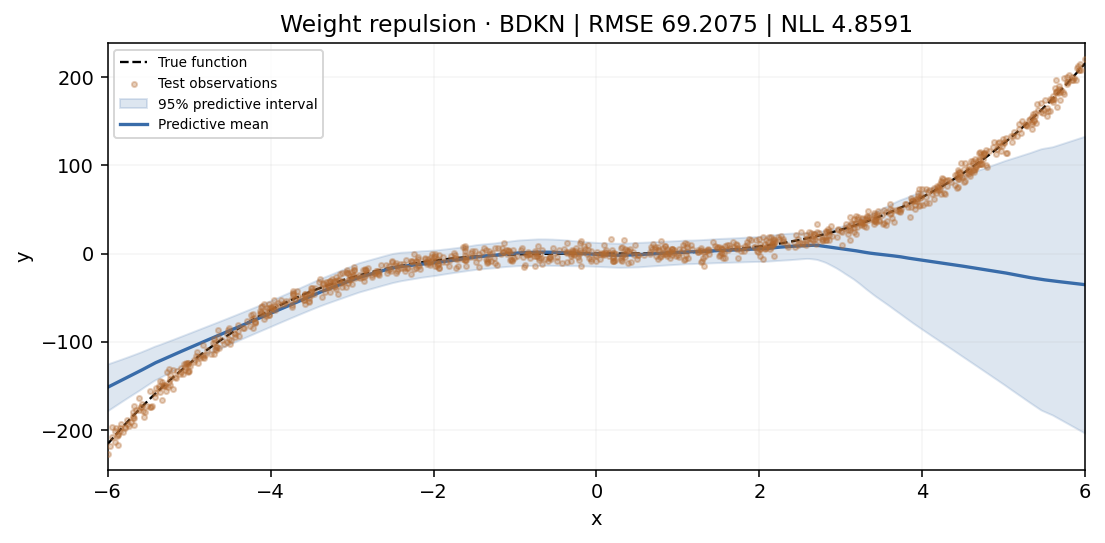 Weight repulsion · BDKN | RMSE 69.2075 | NLL 4.8591
True function
Test observations
95% predictive interval
Predictive mean
200
100
0
−100
−200
y
−6
−4
−2
0
2
4
6
x